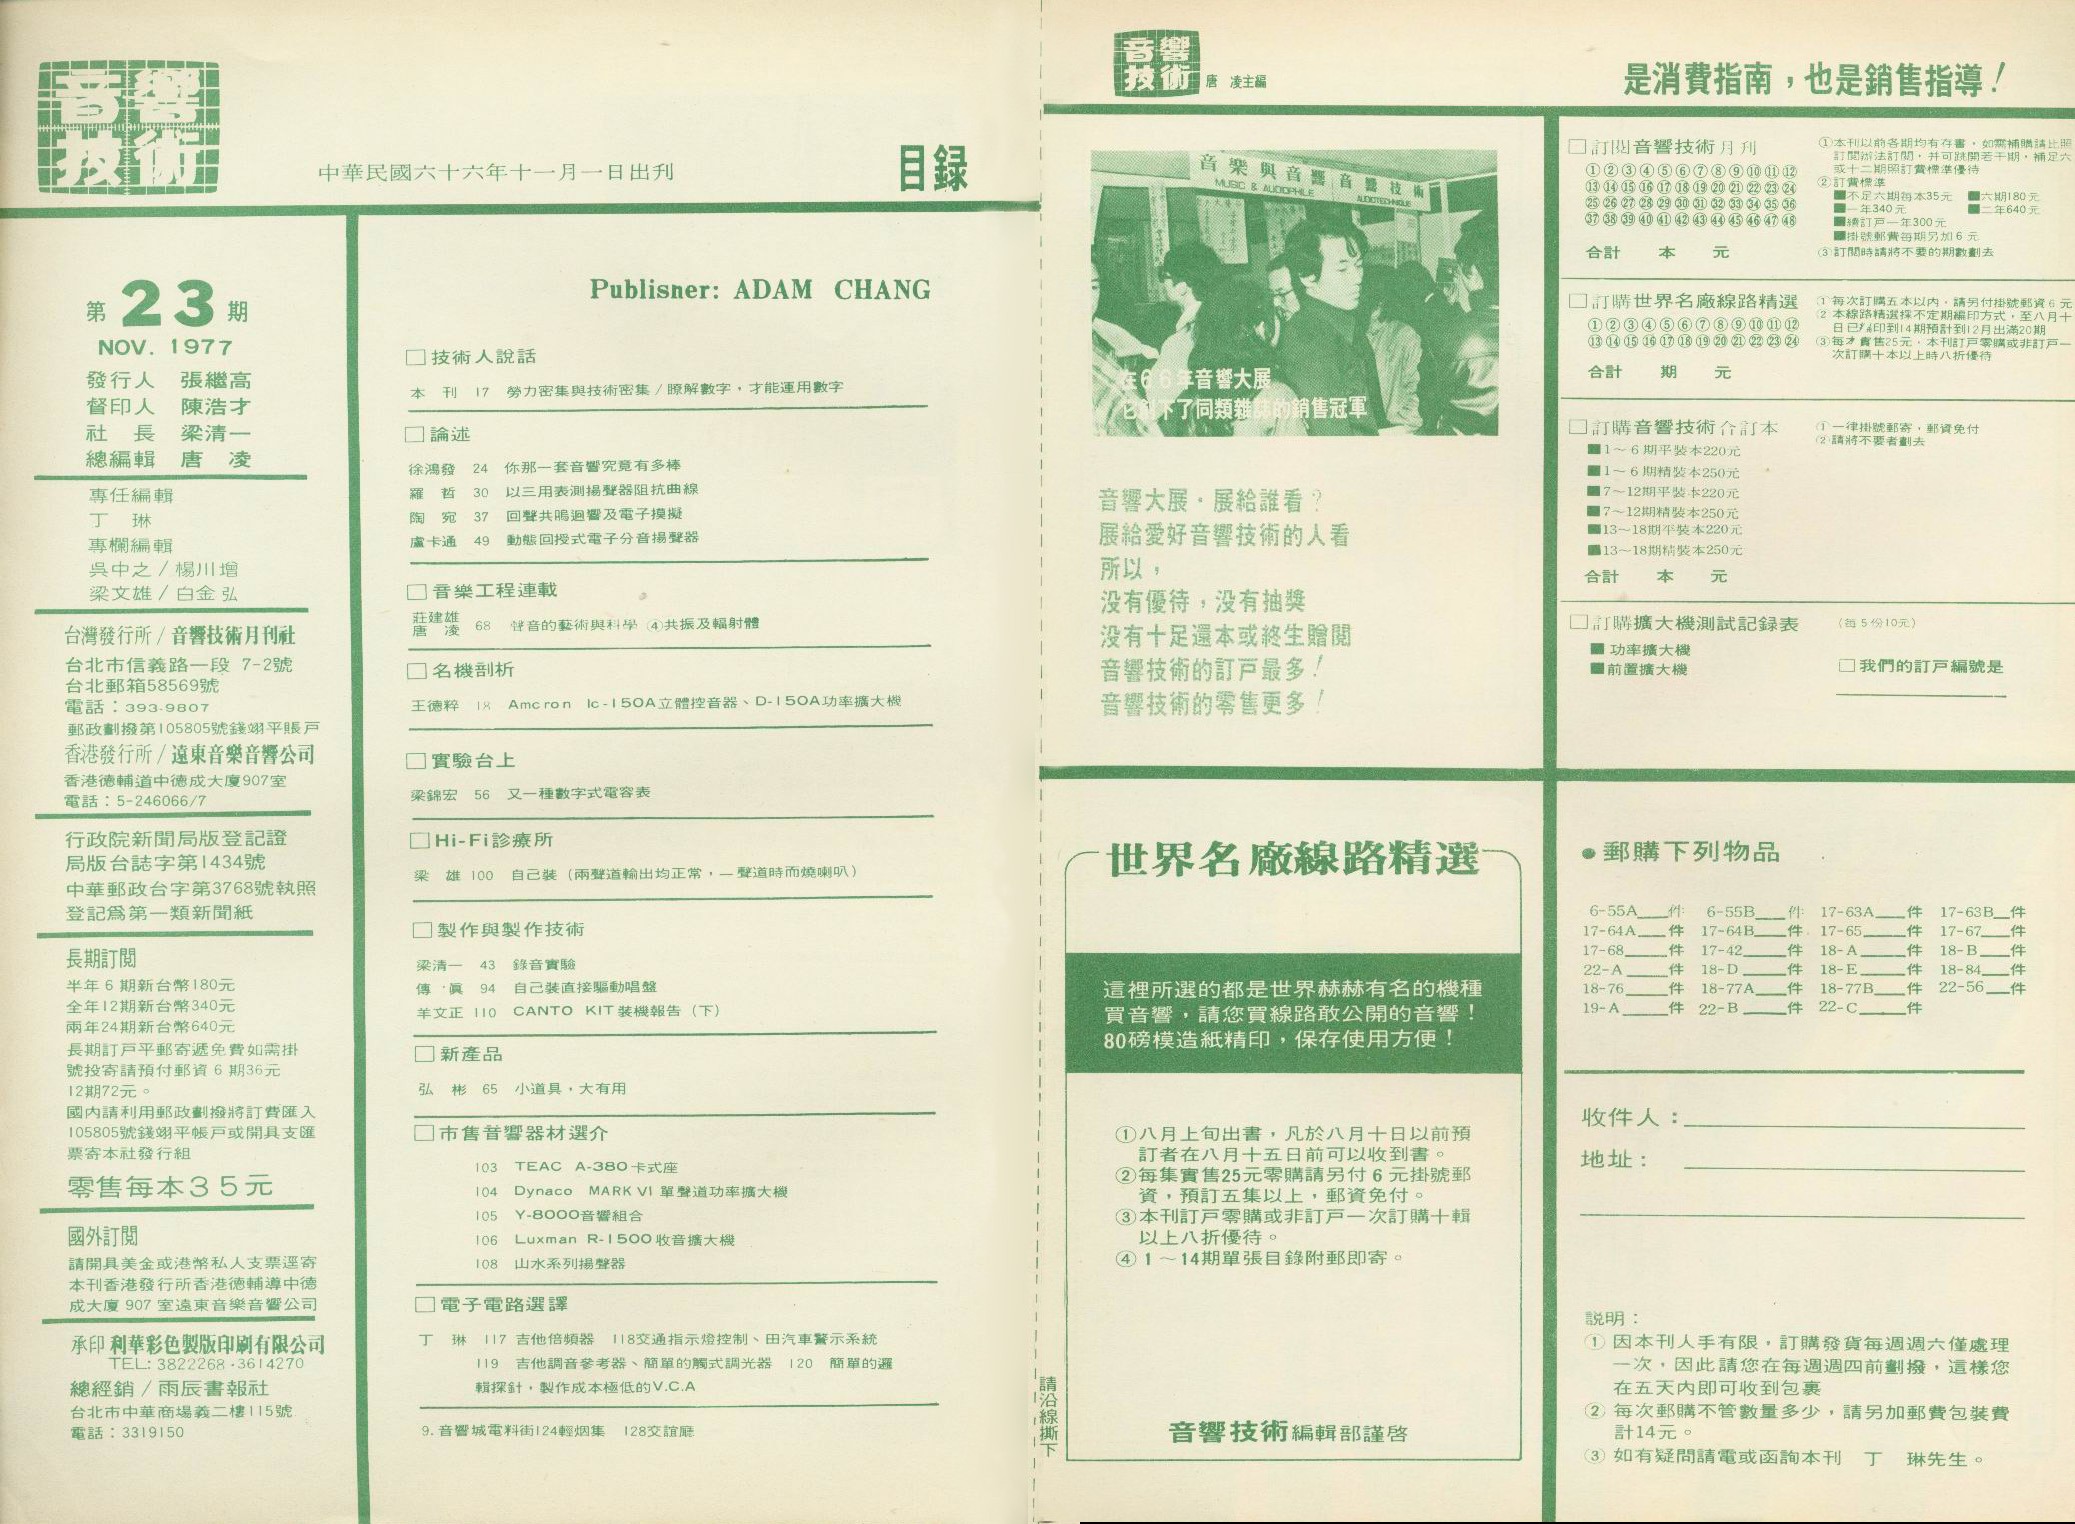 音響
技術
中華民國六十六年十一月一日出刊
目録
第23期
NOV. 1977
發行人　張繼高
督印人　陳浩才
社　長　梁清一
總編輯　唐　凌
專任編輯
丁　琳
專欄編輯
吳中之／楊川增
梁文雄／白金弘
台灣發行所／音響技術月刊社
台北市信義路一段 7-2號
台北郵箱58569號
電話：393-9807
郵政劃撥第105805號錢翊平賬戶
香港發行所／遠東音樂音響公司
香港德輔道中德成大廈907室
電話：5-246066/7
行政院新聞局版登記證
局版台誌字第1434號
中華郵政台字第3768號執照
登記爲第一類新聞紙
長期訂閱
半年 6 期新台幣180元
全年12期新台幣340元
兩年24期新台幣640元
長期訂戶平郵寄遞免費如需掛
號投寄請預付郵資 6 期36元
12期72元。
國內請利用郵政劃撥將訂費匯入
105805號錢翊平帳戶或開具支匯
票寄本社發行組
零售每本35元
國外訂閱
請開具美金或港幣私人支票逕寄
本刊香港發行所香港德輔導中德
成大廈 907 室遠東音樂音響公司
承印 利華彩色製版印刷有限公司
TEL: 3822268·3614270
總經銷／雨辰書報社
台北市中華商場義二樓115號
電話：3319150
Publisner: ADAM CHANG
□技術人說話
本　刊　17　勞力密集與技術密集／瞭解數字，才能運用數字
□論述
徐鴻發　24　你那一套音響究竟有多棒
羅　哲　30　以三用表測揚聲器阻抗曲線
陶　宛　37　回聲共鳴迴響及電子摸擬
盧卡通　49　動態回授式電子分音揚聲器
□音樂工程連載
莊建雄
唐　凌　68　聲音的藝術與科學 ④共振及輻射體
□名機剖析
王德粹　18　Amcron Ic-150A立體控音器、D-150A功率擴大機
□實驗台上
梁錦宏　56　又一種數字式電容表
□Hi-Fi診療所
梁　雄 100　自己裝（兩聲道輸出均正常，一聲道時而燒喇叭）
□製作與製作技術
梁清一　43　錄音實驗
傳　眞　94　自己裝直接驅動唱盤
羊文正 110　CANTO KIT裝機報告（下）
□新產品
弘　彬　65　小道具，大有用
□市售音響器材選介
103　TEAC A-380卡式座
104　Dynaco MARK VI 單聲道功率擴大機
105　Y-8000音響組合
106　Luxman R-1500收音擴大機
108　山水系列揚聲器
□電子電路選譯
丁　琳　117 吉他倍頻器　118交通指示燈控制、田汽車警示系統
119　吉他調音參考器、簡單的觸式調光器　120　簡單的邏
輯探針，製作成本極低的V.C.A
9. 音響城電料街124輕烟集　128交誼廳
音響
技術 唐　凌主編
是消費指南，也是銷售指導！
音樂與音響 音響技術
MUSIC & AUDIOPHILE AUDIOTECHNIQUE
在66年音響大展
它創下了同類雜誌的銷售冠軍
音響大展·展給誰看？
展給愛好音響技術的人看
所以，
没有優待，没有抽獎
没有十足還本或終生贈閱
音響技術的訂戶最多！
音響技術的零售更多！
□訂閱音響技術月刊
①②③④⑤⑥⑦⑧⑨⑩⑪⑫
⑬⑭⑮⑯⑰⑱⑲⑳㉑㉒㉓㉔
㉕㉖㉗㉘㉙㉚㉛㉜㉝㉞㉟㊱
㊲㊳㊴㊵㊶㊷㊸㊹㊺㊻㊼㊽
合計　本　元
①本刊以前各期均有存書，如需補購請比照
訂閱辦法訂閱，并可跳開若干期，補足六
或十二期照訂費標準優待
②訂費標準
■不足六期每本35元　■六期180元
■一年340元　■二年640元
■續訂戶一年300元
■掛號郵費每期另加6元
③訂閱時請將不要的期數劃去
□訂購世界名廠線路精選
①②③④⑤⑥⑦⑧⑨⑩⑪⑫
⑬⑭⑮⑯⑰⑱⑲⑳㉑㉒㉓㉔
合計　期　元
①每次訂購五本以內，請另付掛號郵資6元
②本線路精選採不定期編印方式，至八月十
日已編印到14期預計到12月出滿20期
③每才實售25元，本刊訂戶零購或非訂戶一
次訂購十本以上時八折優待
□訂購音響技術合訂本
■1～6期平裝本220元
■1～6期精裝本250元
■7～12期平裝本220元
■7～12期精裝本250元
■13～18期平裝本220元
■13～18期精裝本250元
合計　本　元
①一律掛號郵寄，郵資免付
②請將不要者劃去
□訂購擴大機測試記録表　（每5份10元）
■ 功率擴大機
■前置擴大機
□我們的訂戶編號是
世界名廠線路精選
這裡所選的都是世界赫赫有名的機種
買音響，請您買線路敢公開的音響！
80磅模造紙精印，保存使用方便！
①八月上旬出書，凡於八月十日以前預
訂者在八月十五日前可以收到書。
②每集實售25元零購請另付 6 元掛號郵
資，預訂五集以上，郵資免付。
③本刊訂戶零購或非訂戶一次訂購十輯
以上八折優待。
④ 1～14期單張目錄附郵即寄。
音響技術編輯部謹啓
請沿線撕下
●郵購下列物品
6-55A___件　6-55B___件　17-63A___件　17-63B__件
17-64A___件　17-64B___件　17-65____件　17-67___件
17-68____件　17-42____件　18-A____件　18-B___件
22-A____件　18-D____件　18-E____件　18-84___件
18-76____件　18-77A___件　18-77B___件　22-56__件
19-A____件　22-B____件　22-C____件
收件人：
地址：
説明：
① 因本刊人手有限，訂購發貨每週週六僅處理
一次，因此請您在每週週四前劃撥，這樣您
在五天內即可收到包裹
② 每次郵購不管數量多少，請另加郵費包裝費
計14元。
③ 如有疑問請電或函詢本刊　丁　琳先生。